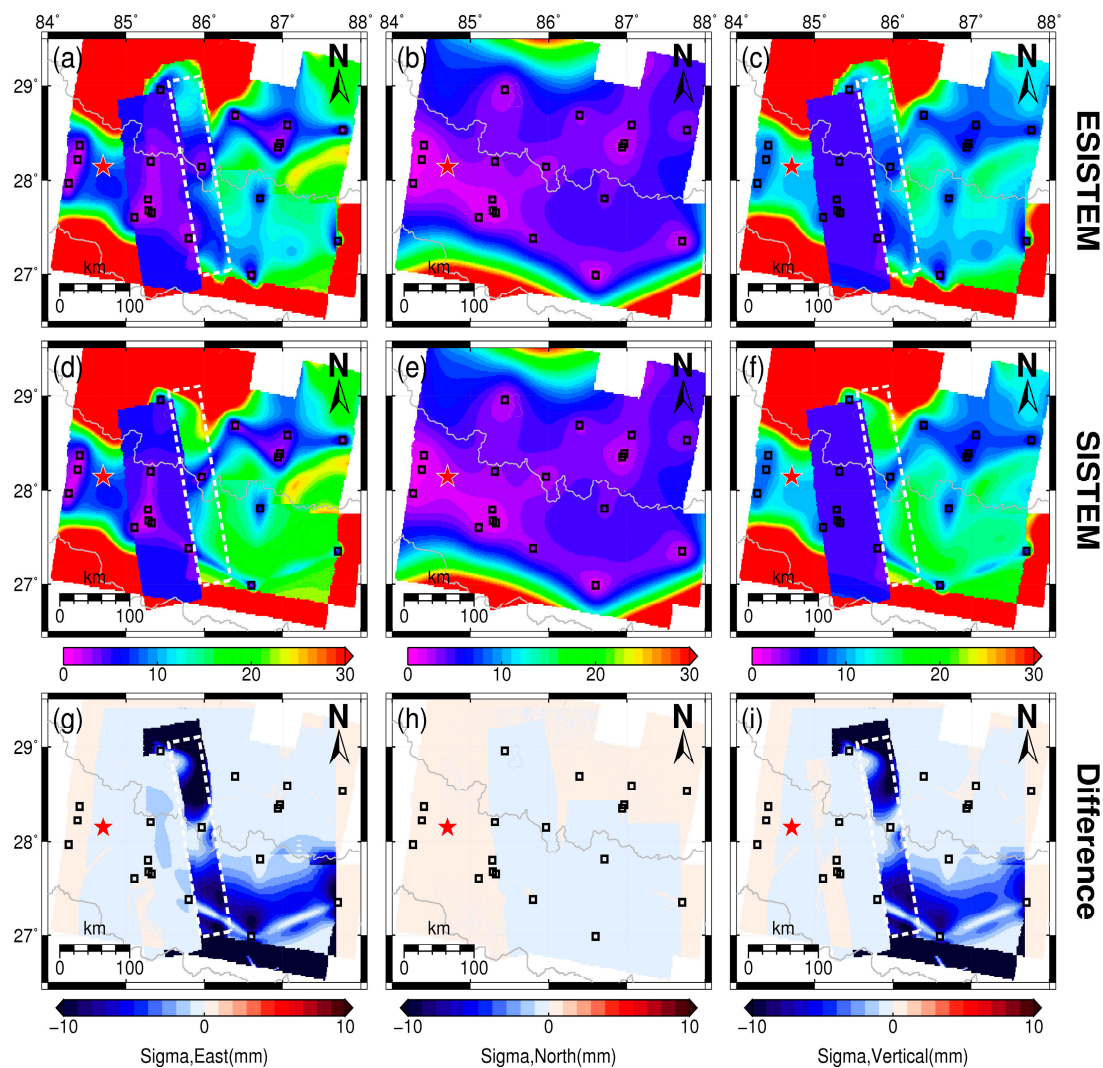 84° 85° 86° 87° 88° 84° 85° 86° 87° 88° 84° 85° 86° 87° 88°
(a) N (b) N (c) N
29°
28°
27°
km km km
0 100 0 100 0 100
ESISTEM
(d) N (e) N (f) N
29°
28°
27°
km km km
0 100 0 100 0 100
SISTEM
0 10 20 30 0 10 20 30 0 10 20 30
(g) N (h) N (i) N
29°
28°
27°
km km km
0 100 0 100 0 100
Difference
−10 0 10 −10 0 10 −10 0 10
Sigma,East(mm) Sigma,North(mm) Sigma,Vertical(mm)